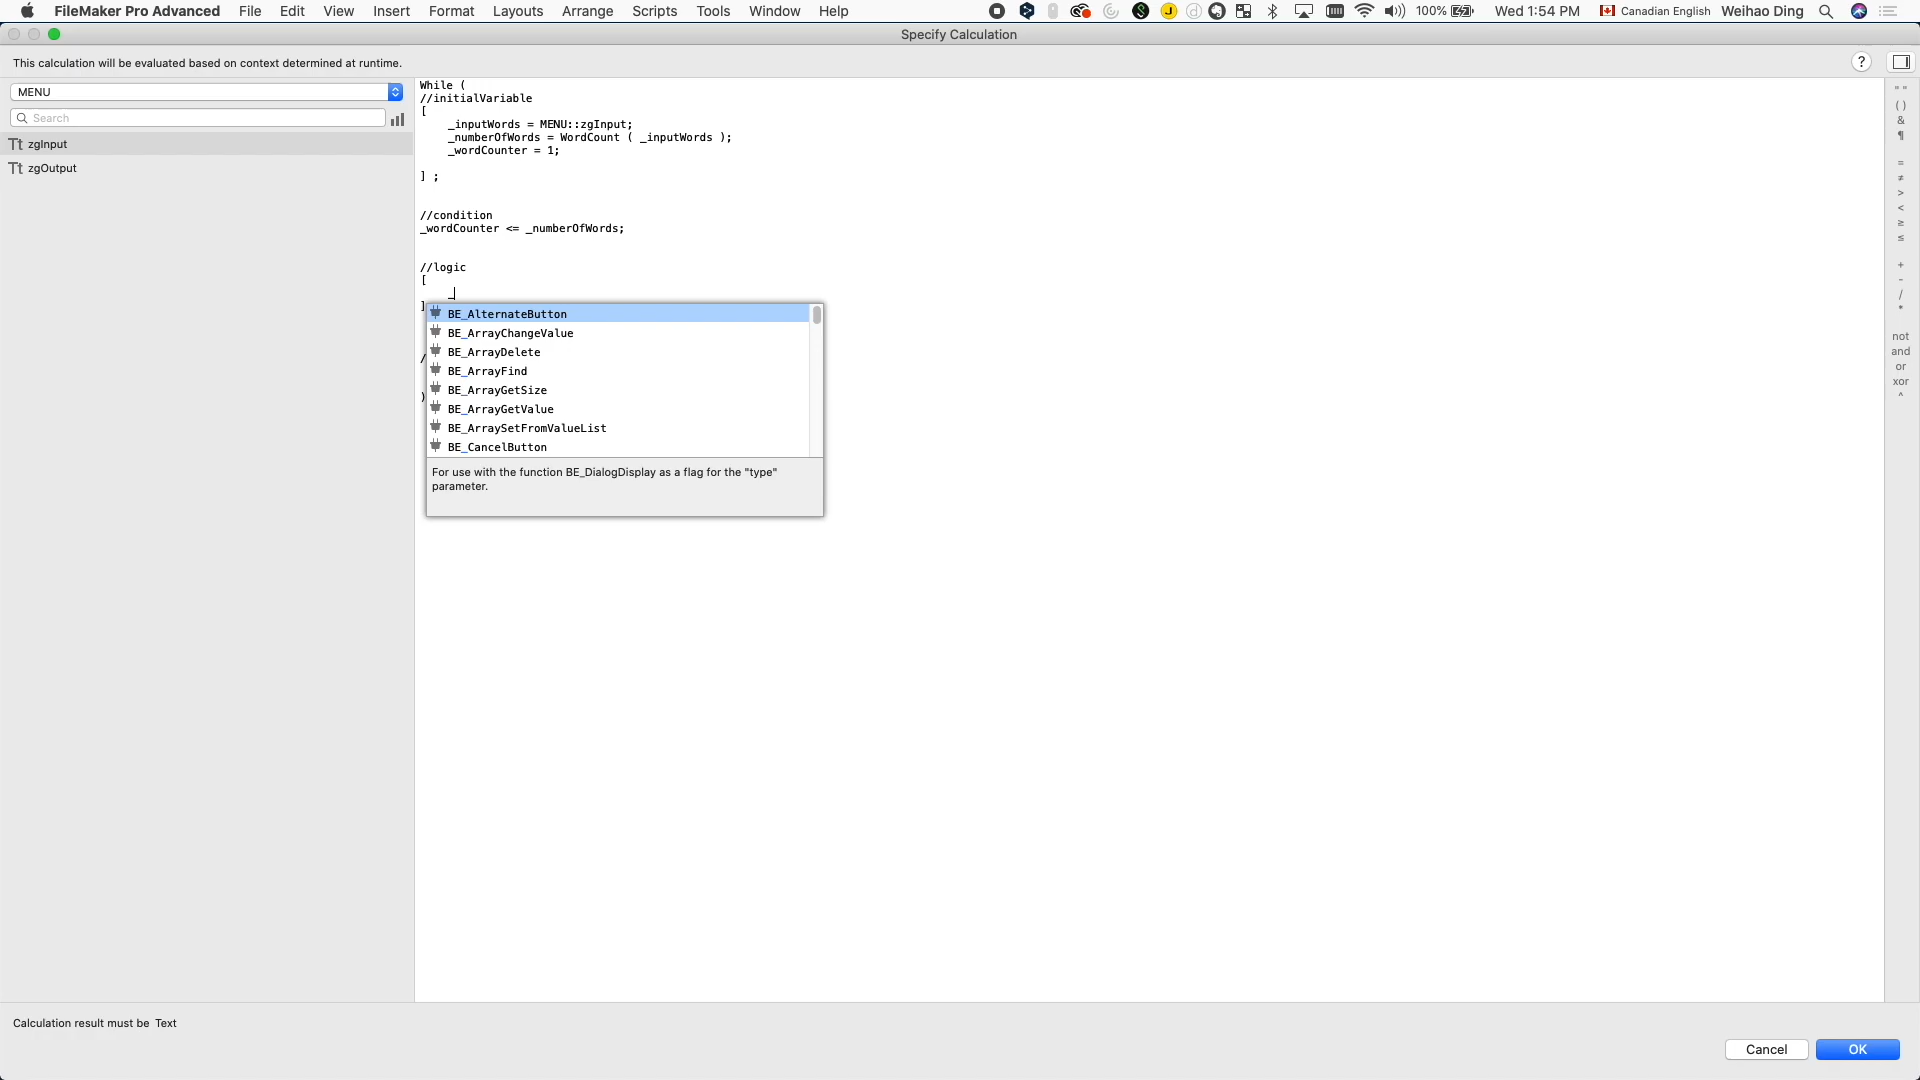 FileMaker Pro Advanced File Edit View Insert Format Layouts Arrange Scripts Tools Window Help 100% Wed 1:54 PM Canadian English Weihao Ding
Specify Calculation
This calculation will be evaluated based on context determined at runtime. ?
MENU
Search
Tt zgInput
Tt zgOutput
While (
//initialVariable
[
_inputWords = MENU::zgInput;
_numberOfWords = WordCount ( _inputWords );
_wordCounter = 1;
] ;
//condition
_wordCounter <= _numberOfWords;
//logic
[
_
]
BE_AlternateButton
BE_ArrayChangeValue
BE_ArrayDelete
/
BE_ArrayFind
BE_ArrayGetSize
)
BE_ArrayGetValue
BE_ArraySetFromValueList
BE_CancelButton
For use with the function BE_DialogDisplay as a flag for the "type"
parameter.
" "
( )
&
¶
=
≠
>
<
≥
≤
+
-
/
*
not
and
or
xor
^
Calculation result must be Text
Cancel OK